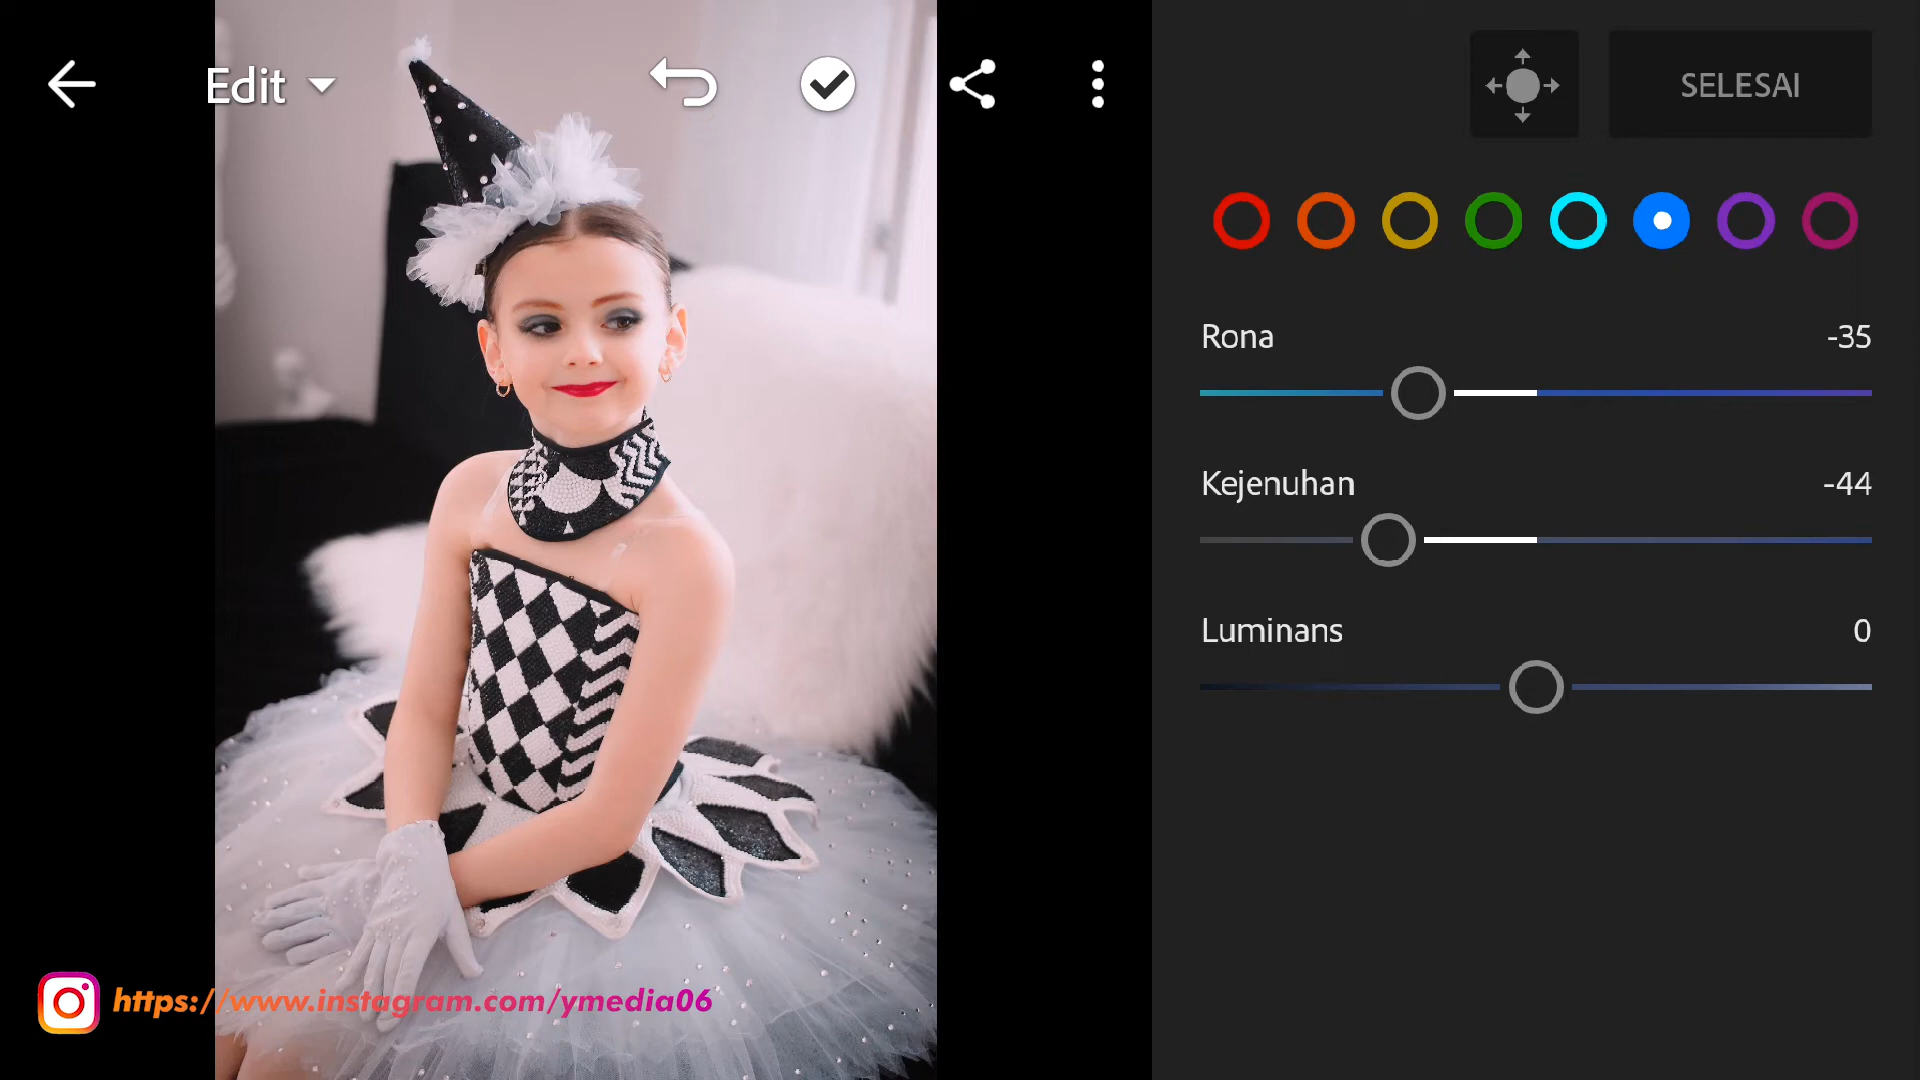 Edit
SELESAI
Rona -35
Kejenuhan -44
Luminans 0
https://www.instagram.com/ymedia06